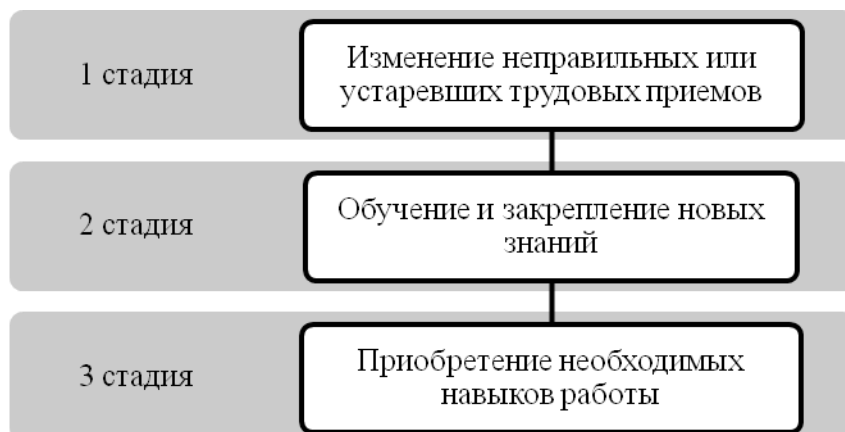 1 стадия
Изменение неправильных или
устаревших трудовых приемов
2 стадия
Обучение и закрепление новых
знаний
3 стадия
Приобретение необходимых
навыков работы